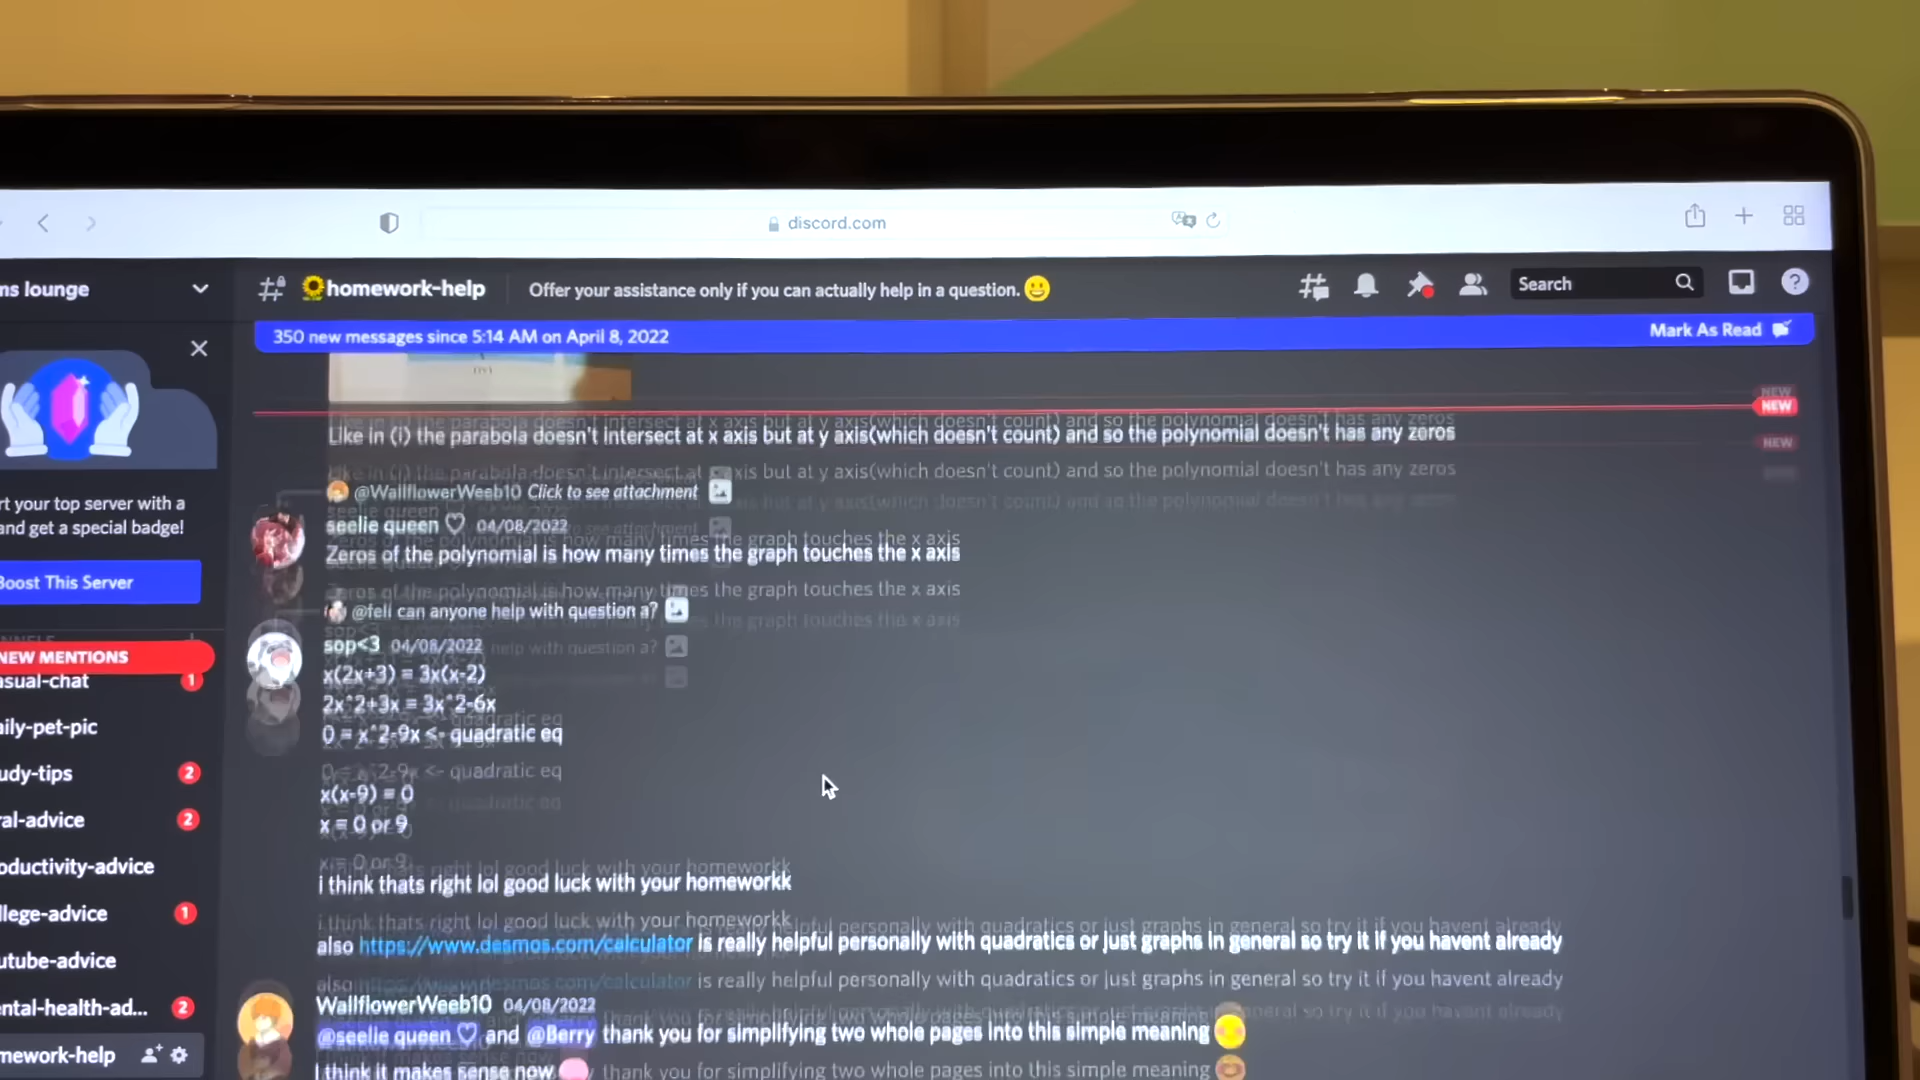 discord.com
ns lounge
homework-help
Offer your assistance only if you can actually help in a question.
Search
350 new messages since 5:14 AM on April 8, 2022
Mark As Read
NEW
Like in (i) the parabola doesn't intersect at x axis but at y axis(which doesn't count) and so the polynomial doesn't has any zeros
@WallflowerWeeb10 Click to see attachment
seelie queen ♡ 04/08/2022
Zeros of the polynomial is how many times the graph touches the x axis
@feli can anyone help with question a?
sop<3 04/08/2022
x(2x+3) = 3x(x-2)
2x^2+3x = 3x^2-6x
0 = x^2-9x <- quadratic eq
x(x-9) = 0
x = 0 or 9
i think thats right lol good luck with your homeworkk
also https://www.desmos.com/calculator is really helpful personally with quadratics or just graphs in general so try it if you havent already
WallflowerWeeb10 04/08/2022
@seelie queen ♡ and @Berry thank you for simplifying two whole pages into this simple meaning
I think it makes sense now
rt your top server with a
and get a special badge!
Boost This Server
NEW MENTIONS
asual-chat 1
aily-pet-pic
udy-tips 2
ral-advice 2
oductivity-advice
llege-advice 1
utube-advice
ental-health-ad... 2
mework-help